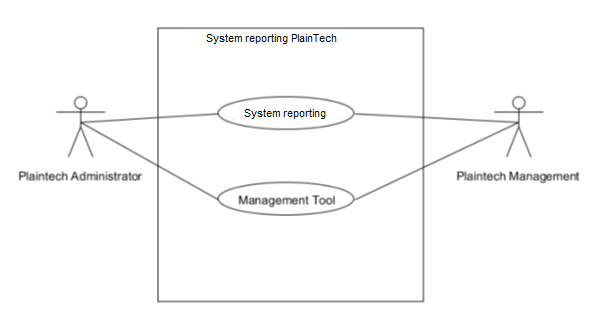 System reporting PlainTech
System reporting
Plaintech Administrator
Plaintech Management
Management Tool